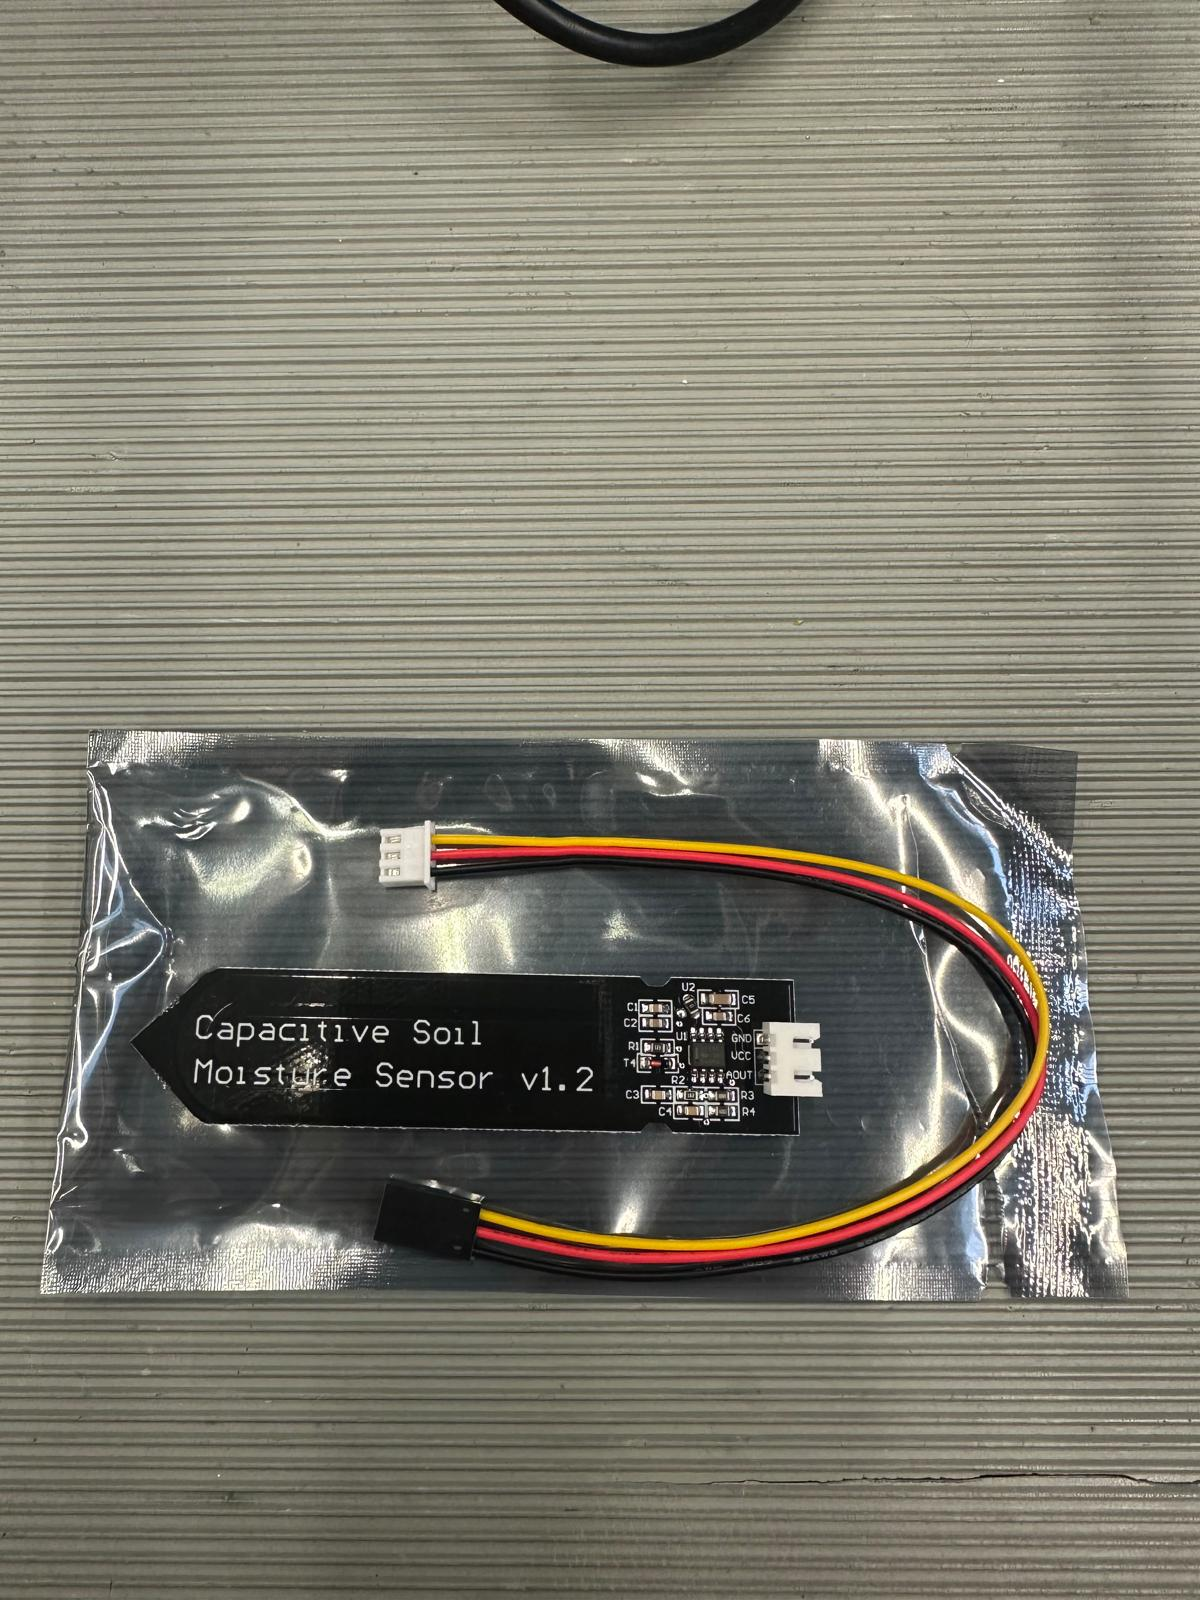 Capacitive Soil
Moisture Sensor v1.2
U2
C1
C5
C2
C6
U1
GND
R1
VCC
T4
R2
AOUT
C3
R3
C4
R4